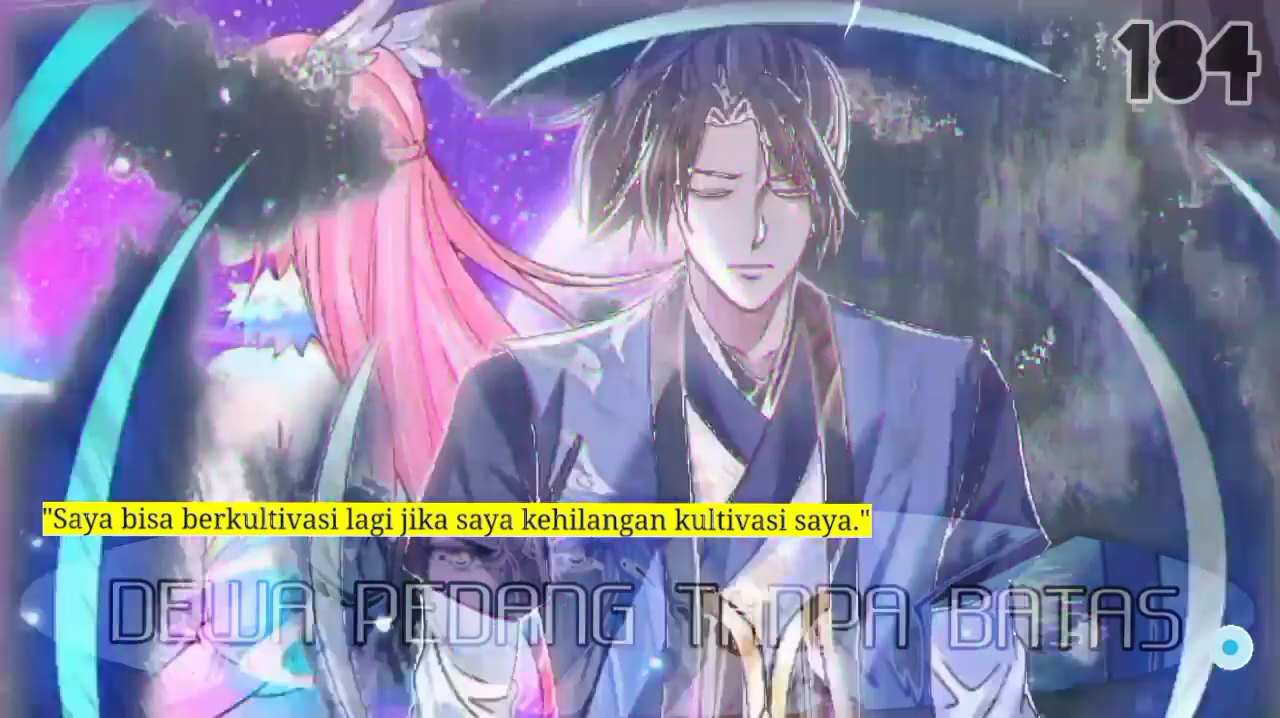 184
"Saya bisa berkultivasi lagi jika saya kehilangan kultivasi saya."
DEWA PEDANG TANPA BATAS